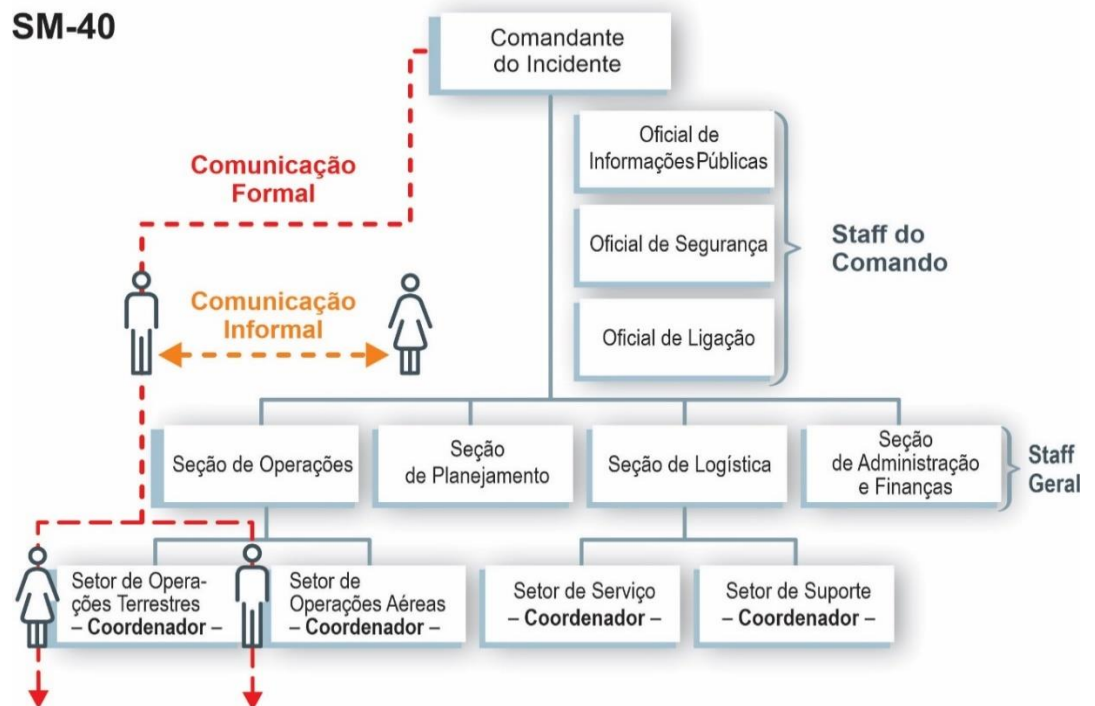 SM-40
Comandante
do Incidente
Oficial de
Informações Públicas
Comunicação
Formal
Oficial de Segurança
Staff do
Comando
Comunicação
Informal
Oficial de Ligação
Seção de Operações
Seção
de Planejamento
Seção de Logística
Seção
de Administração
e Finanças
Staff
Geral
Setor de Opera-
ções Terrestres
– Coordenador –
Setor de
Operações Aéreas
– Coordenador –
Setor de Serviço
– Coordenador –
Setor de Suporte
– Coordenador –